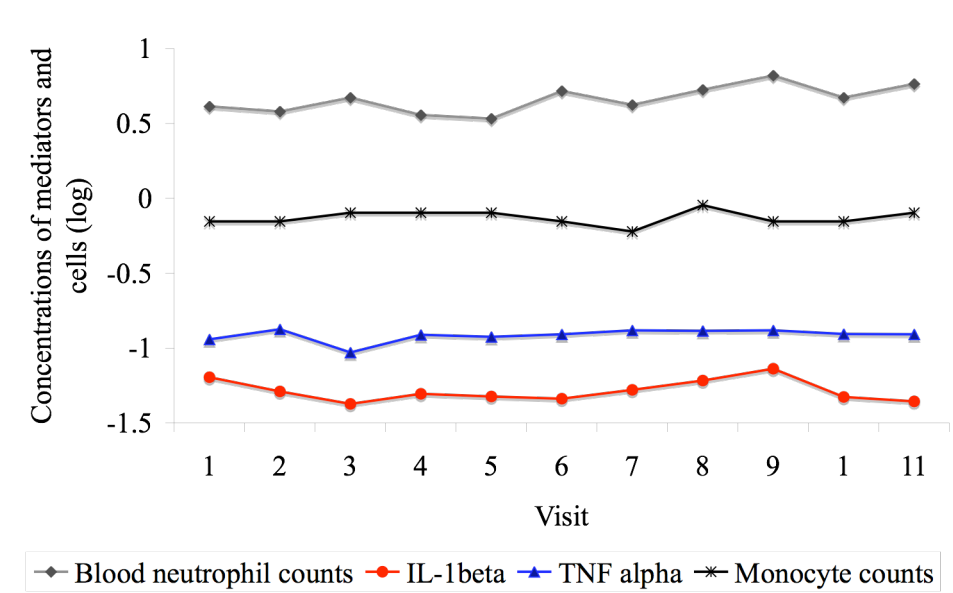 Concentrations of mediators and
cells (log)
1
0.5
0
-0.5
-1
-1.5
1 2 3 4 5 6 7 8 9 1 11
Visit
Blood neutrophil counts IL-1beta TNF alpha Monocyte counts